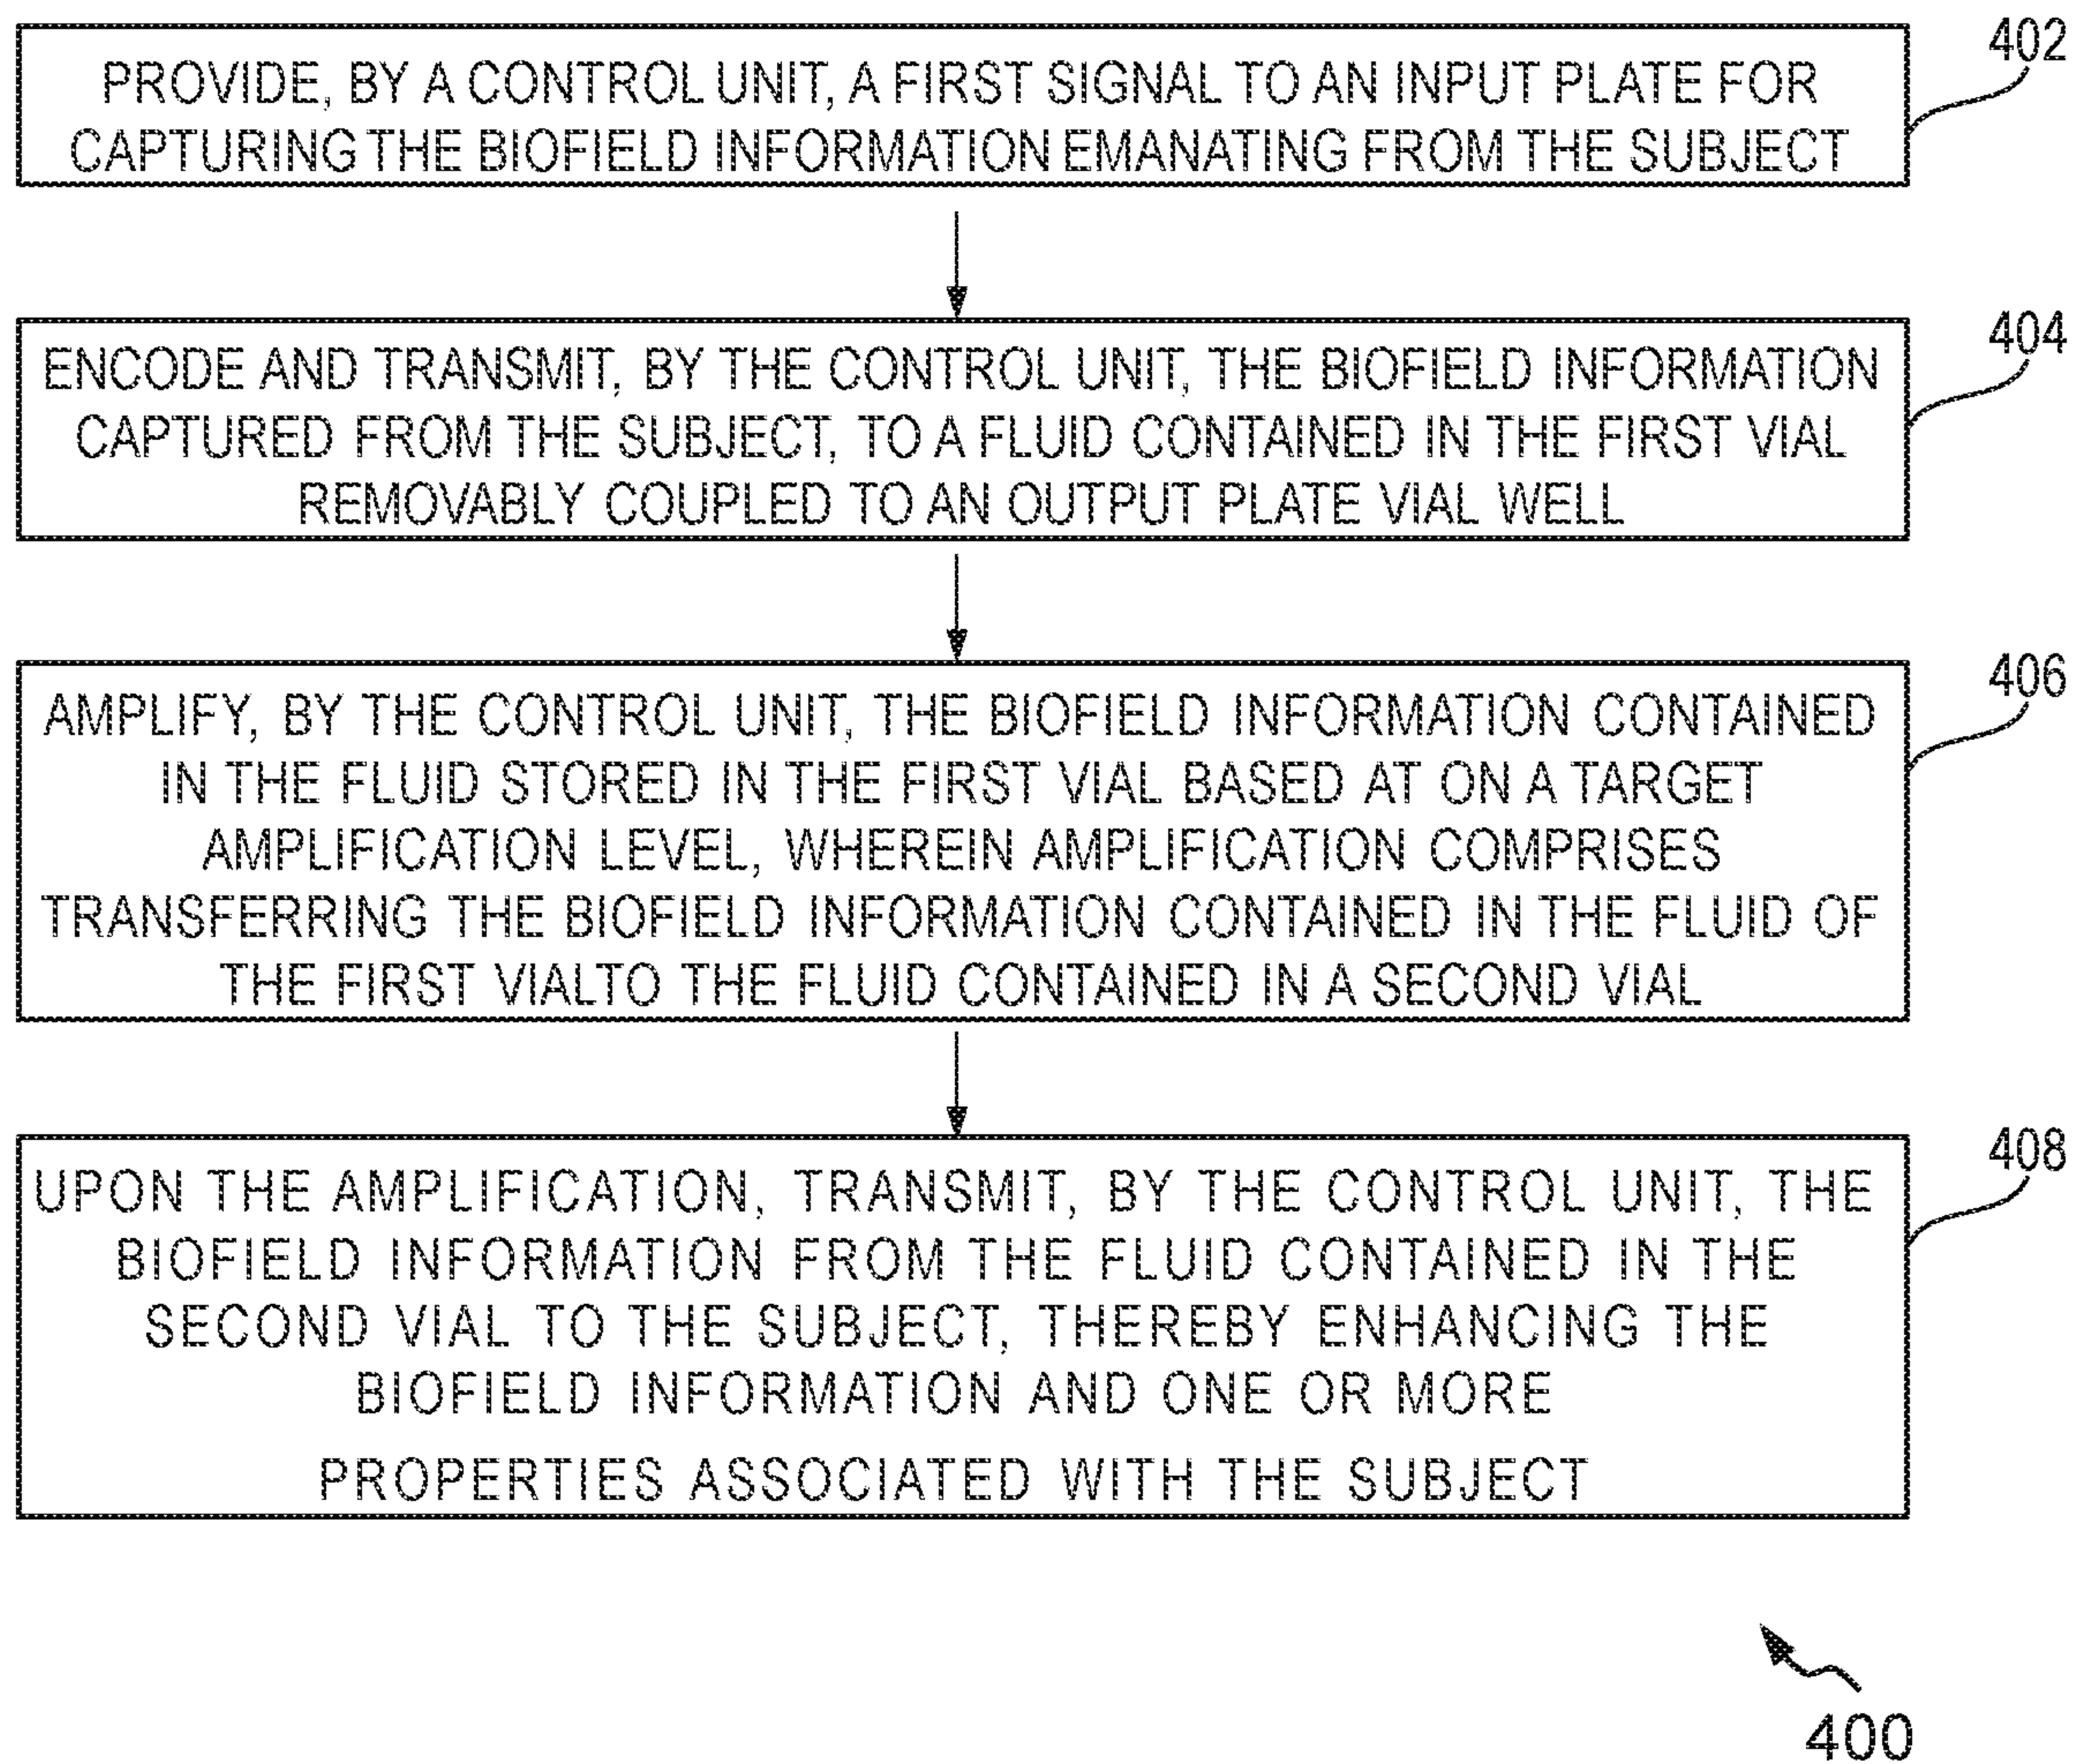 402
PROVIDE, BY A CONTROL UNIT, A FIRST SIGNAL TO AN INPUT PLATE FOR
CAPTURING THE BIOFIELD INFORMATION EMANATING FROM THE SUBJECT
404
ENCODE AND TRANSMIT, BY THE CONTROL UNIT, THE BIOFIELD INFORMATION
CAPTURED FROM THE SUBJECT, TO A FLUID CONTAINED IN THE FIRST VIAL
REMOVABLY COUPLED TO AN OUTPUT PLATE VIAL WELL
406
AMPLIFY, BY THE CONTROL UNIT, THE BIOFIELD INFORMATION CONTAINED
IN THE FLUID STORED IN THE FIRST VIAL BASED AT ON A TARGET
AMPLIFICATION LEVEL, WHEREIN AMPLIFICATION COMPRISES
TRANSFERRING THE BIOFIELD INFORMATION CONTAINED IN THE FLUID OF
THE FIRST VIALTO THE FLUID CONTAINED IN A SECOND VIAL
408
UPON THE AMPLIFICATION, TRANSMIT, BY THE CONTROL UNIT, THE
BIOFIELD INFORMATION FROM THE FLUID CONTAINED IN THE
SECOND VIAL TO THE SUBJECT, THEREBY ENHANCING THE
BIOFIELD INFORMATION AND ONE OR MORE
PROPERTIES ASSOCIATED WITH THE SUBJECT
400